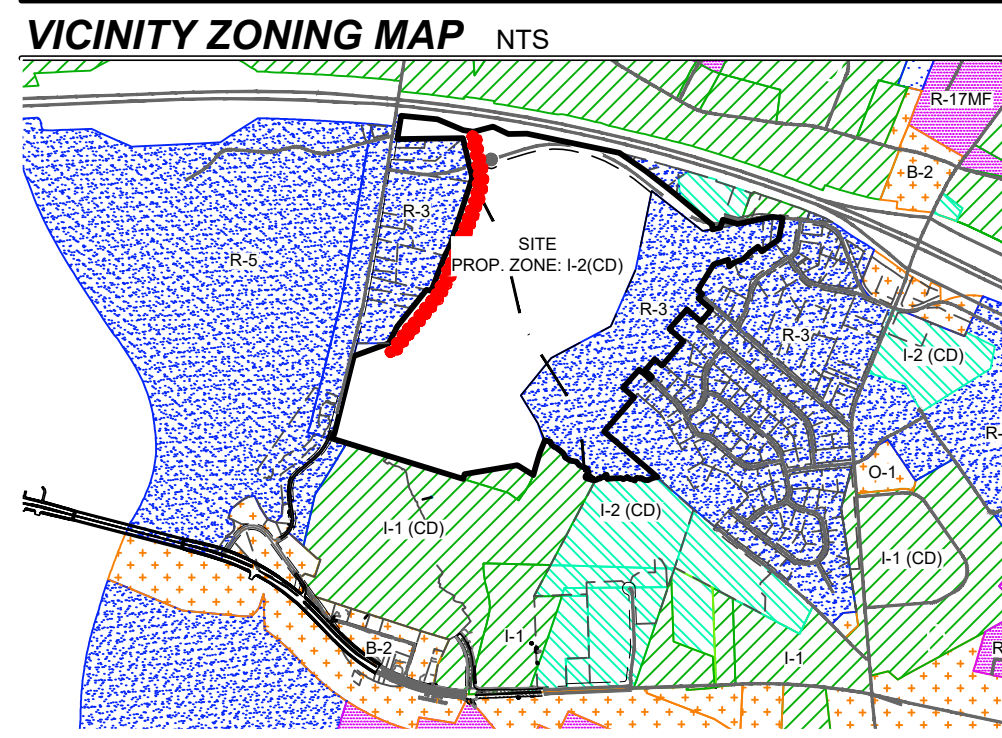 VICINITY ZONING MAP NTS
R-17MF
B-2
R-3
SITE
R-5
PROP. ZONE: I-2(CD)
R-3
R-3
I-2 (CD)
R-
O-1
I-2 (CD)
I-1 (CD)
I-1 (CD)
I-1
B-2
I-1
R